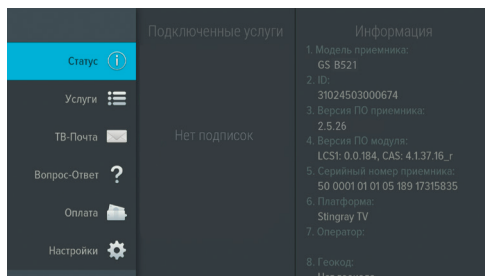 Статус
Услуги
ТВ-Почта
Вопрос-Ответ
Оплата
Настройки
Подключенные услуги
Нет подписок
Информация
1. Модель приемника:
GS B521
2. ID:
31024503000674
3. Версия ПО приемника:
2.5.26
4. Версия ПО модуля:
LCS1: 0.0.184, CAS: 4.1.37.16_r
5. Серийный номер приемника:
50 0001 01 01 05 189 17315835
6. Платформа:
Stingray TV
7. Оператор:
8. Геокод: